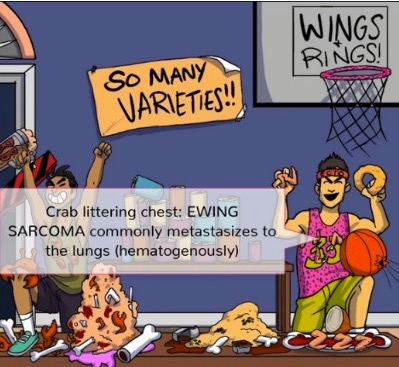 WINGS
+
RINGS!
SO MANY
VARIETIES!!
Crab littering chest: EWING
SARCOMA commonly metastasizes to
the lungs (hematogenously)